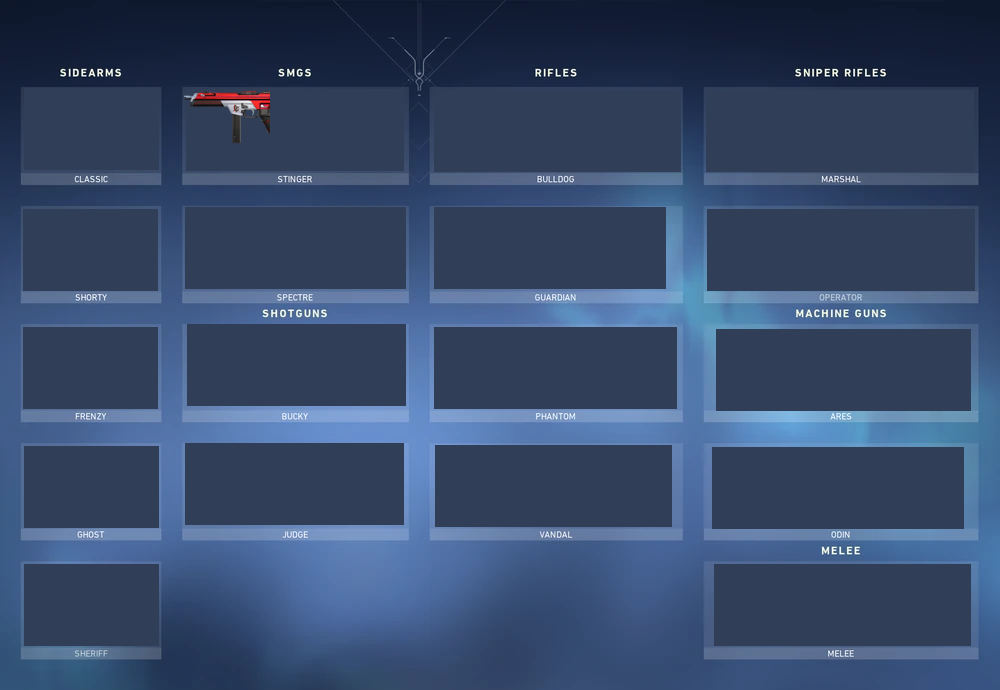 SIDEARMS
SMGS
RIFLES
SNIPER RIFLES
CLASSIC
STINGER
BULLDOG
MARSHAL
SHORTY
SPECTRE
GUARDIAN
OPERATOR
SHOTGUNS
MACHINE GUNS
FRENZY
BUCKY
PHANTOM
ARES
GHOST
JUDGE
VANDAL
ODIN
MELEE
SHERIFF
MELEE